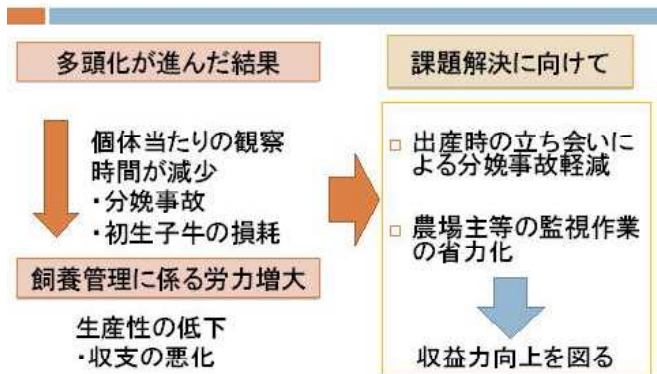 多頭化が進んだ結果
個体当たりの観察
時間が減少
・分娩事故
・初生子牛の損耗
飼養管理に係る労力増大
生産性の低下
・収支の悪化
課題解決に向けて
出産時の立ち会いに
よる分娩事故軽減
農場主等の監視作業
の省力化
収益力向上を図る